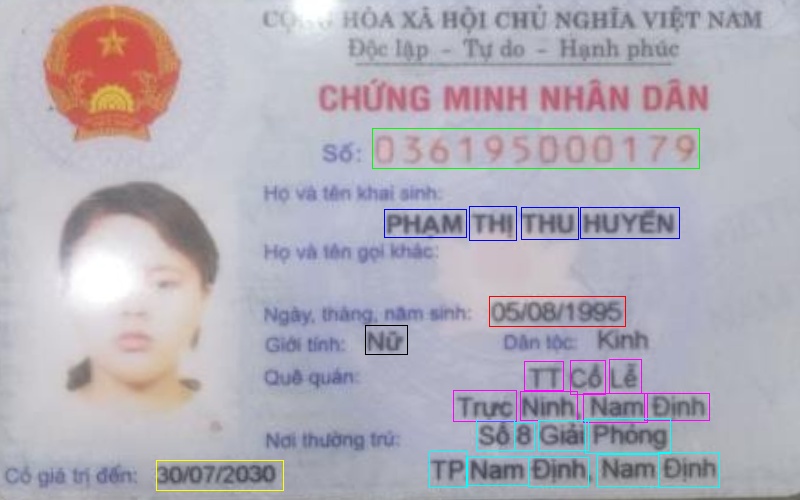 CỘNG HÒA XÃ HỘI CHỦ NGHĨA VIỆT NAM
Độc lập - Tự do - Hạnh phúc
CHỨNG MINH NHÂN DÂN
Số: 036195000179
Họ và tên khai sinh:
PHẠM THỊ THU HUYỀN
Họ và tên gọi khác:
Ngày, tháng, năm sinh: 05/08/1995
Giới tính: Nữ Dân tộc: Kinh
Quê quán: TT Cổ Lễ
Trực Ninh, Nam Định
Nơi thường trú: Số 8 Giải Phóng
TP Nam Định, Nam Định
Có giá trị đến: 30/07/2030